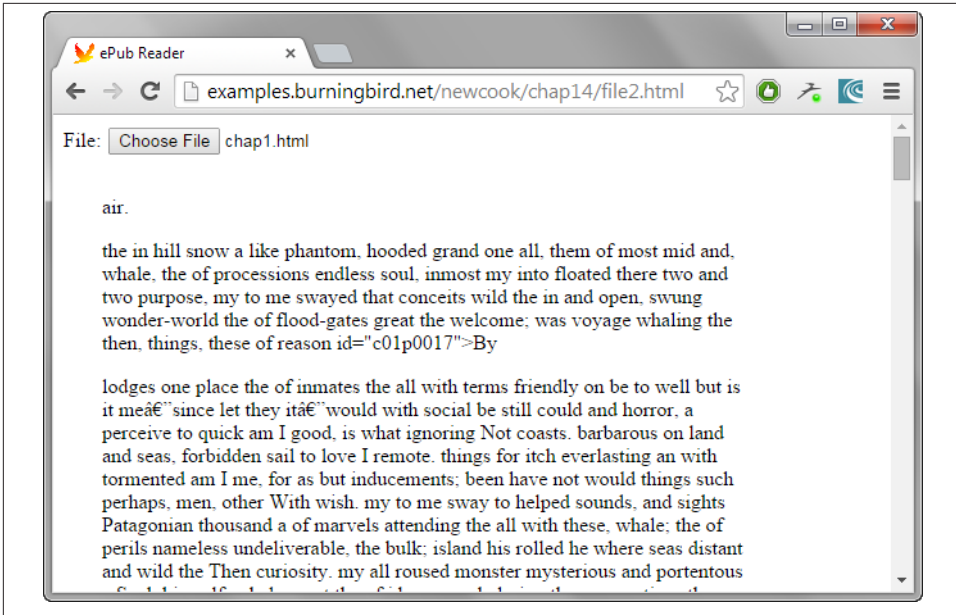 ePub Reader
examples.burningbird.net/newcook/chap14/file2.html
File: Choose File chap1.html
air.
the in hill snow a like phantom, hooded grand one all, them of most mid and,
whale, the of processions endless soul, inmost my into floated there two and
two purpose, my to me swayed that conceits wild the in and open, swung
wonder-world the of flood-gates great the welcome; was voyage whaling the
then, things, these of reason id="c01p0017">By
lodges one place the of inmates the all with terms friendly on be to well but is
it meâ€”since let they itâ€”would with social be still could and horror, a
perceive to quick am I good, is what ignoring Not coasts. barbarous on land
and seas, forbidden sail to love I remote. things for itch everlasting an with
tormented am I me, for as but inducements; been have not would things such
perhaps, men, other With wish. my to me sway to helped sounds, and sights
Patagonian thousand a of marvels attending the all with these, whale; the of
perils nameless undeliverable, the bulk; island his rolled he where seas distant
and wild the Then curiosity. my all roused monster mysterious and portentous